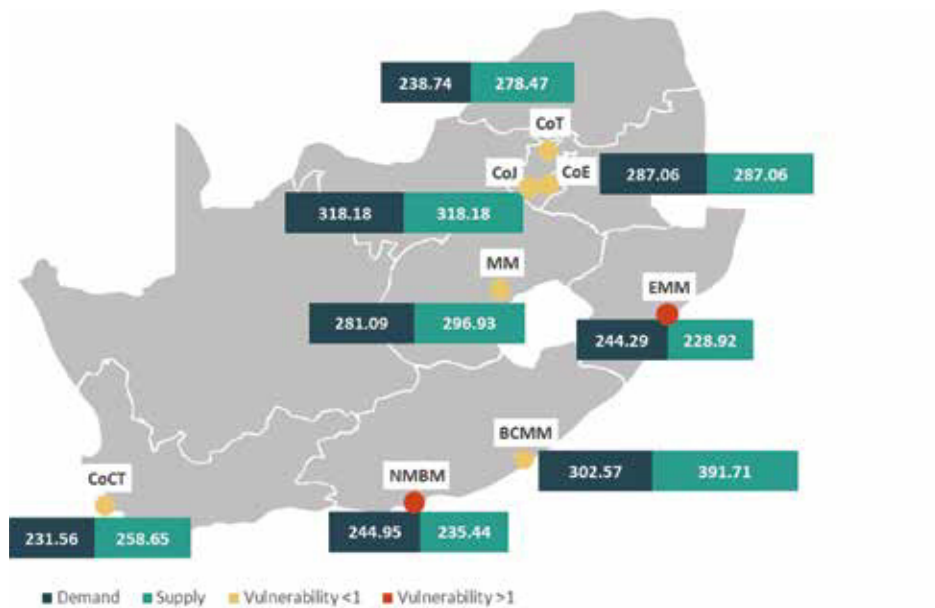 238.74 278.47
CoT
CoJ CoE
287.06 287.06
318.18 318.18
MM
EMM
281.09 296.93
244.29 228.92
BCMM
302.57 391.71
CoCT
NMBM
231.56 258.65
244.95 235.44
Demand Supply Vulnerability <1 Vulnerability >1